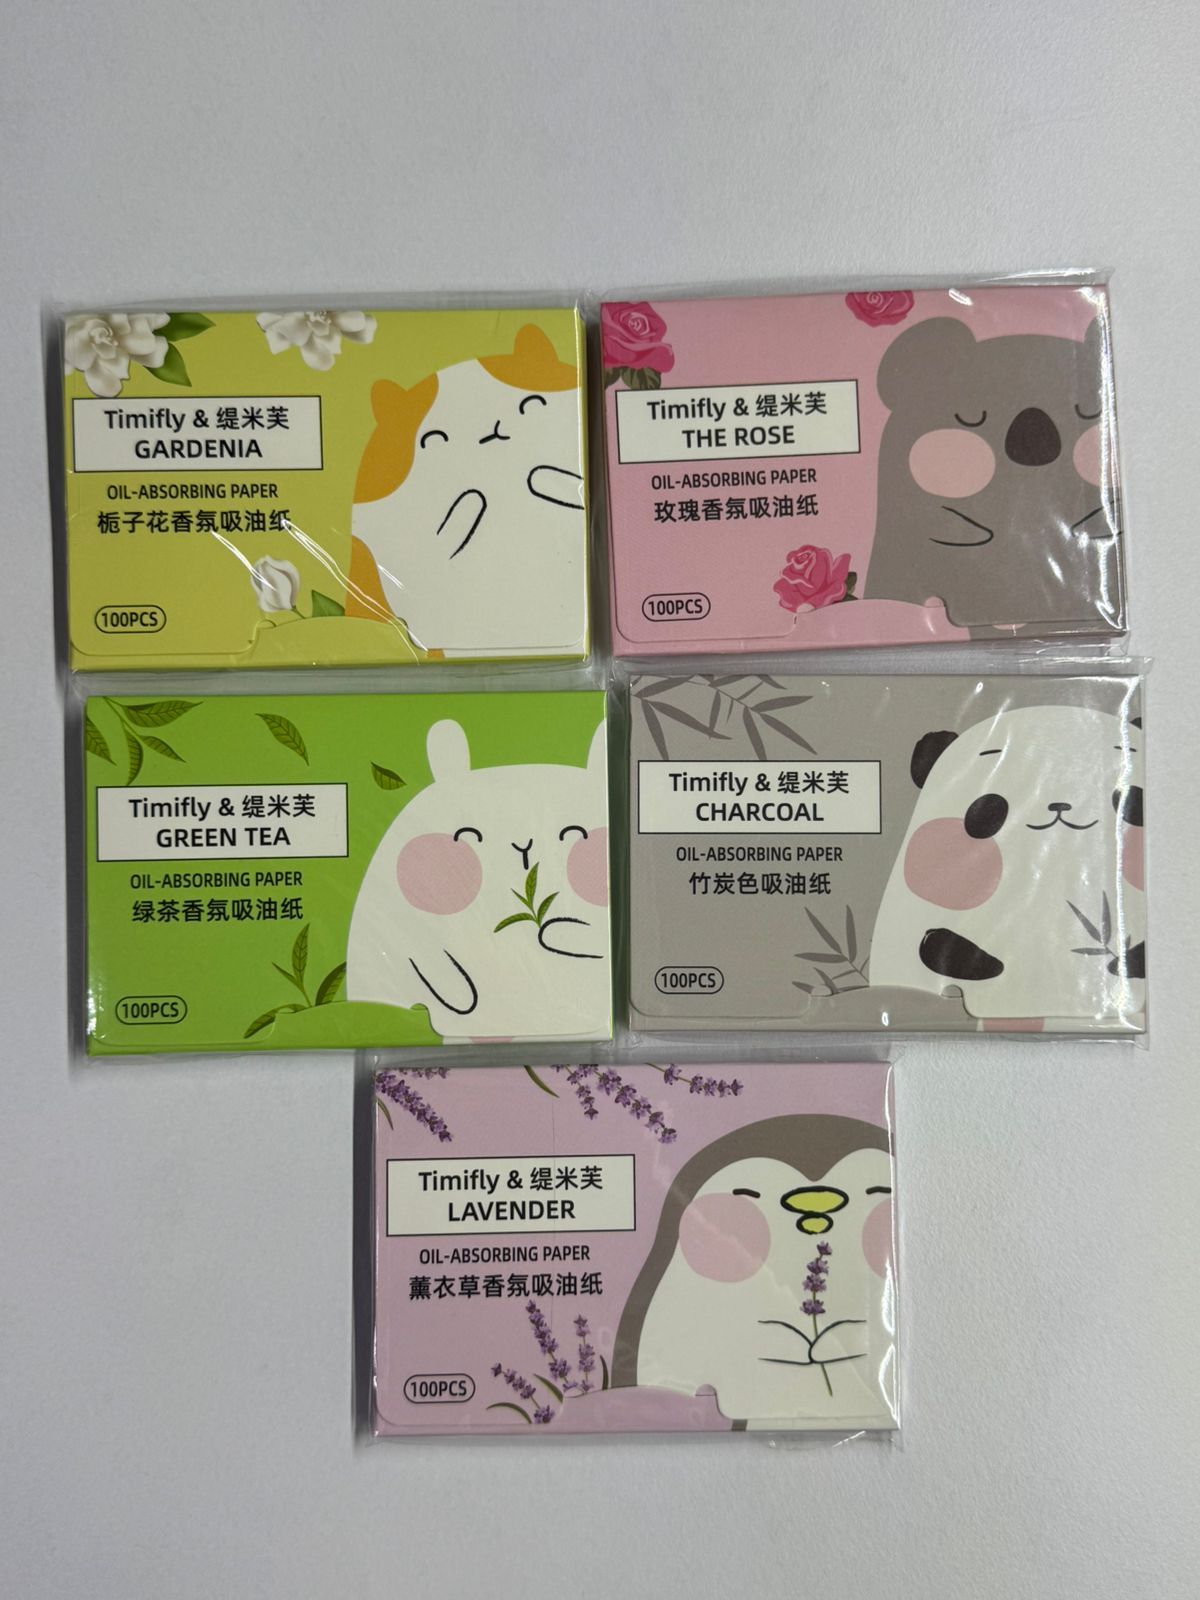 Timifly & 缇米芙
GARDENIA
OIL-ABSORBING PAPER
栀子花香氛吸油纸
100PCS
Timifly & 缇米芙
THE ROSE
OIL-ABSORBING PAPER
玫瑰香氛吸油纸
100PCS
Timifly & 缇米芙
GREEN TEA
OIL-ABSORBING PAPER
绿茶香氛吸油纸
100PCS
Timifly & 缇米芙
CHARCOAL
OIL-ABSORBING PAPER
竹炭色吸油纸
100PCS
Timifly & 缇米芙
LAVENDER
OIL-ABSORBING PAPER
薰衣草香氛吸油纸
100PCS